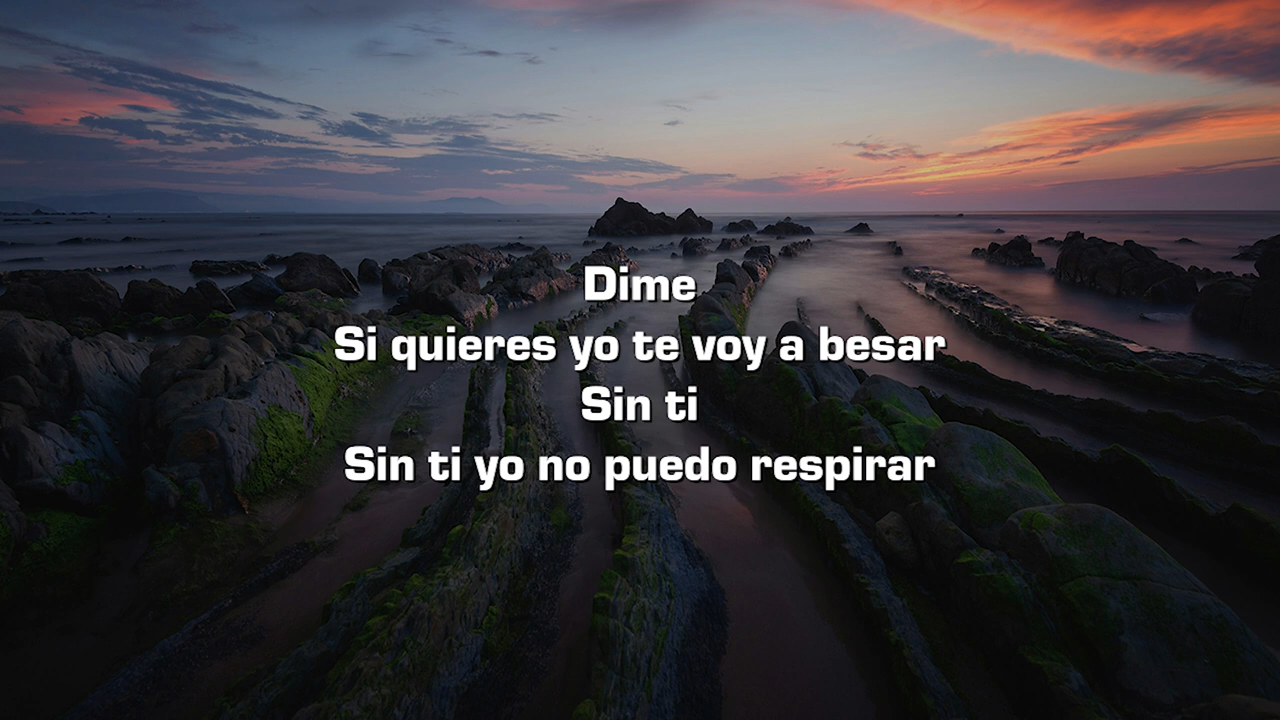 Dime
Si quieres yo te voy a besar
Sin ti
Sin ti yo no puedo respirar